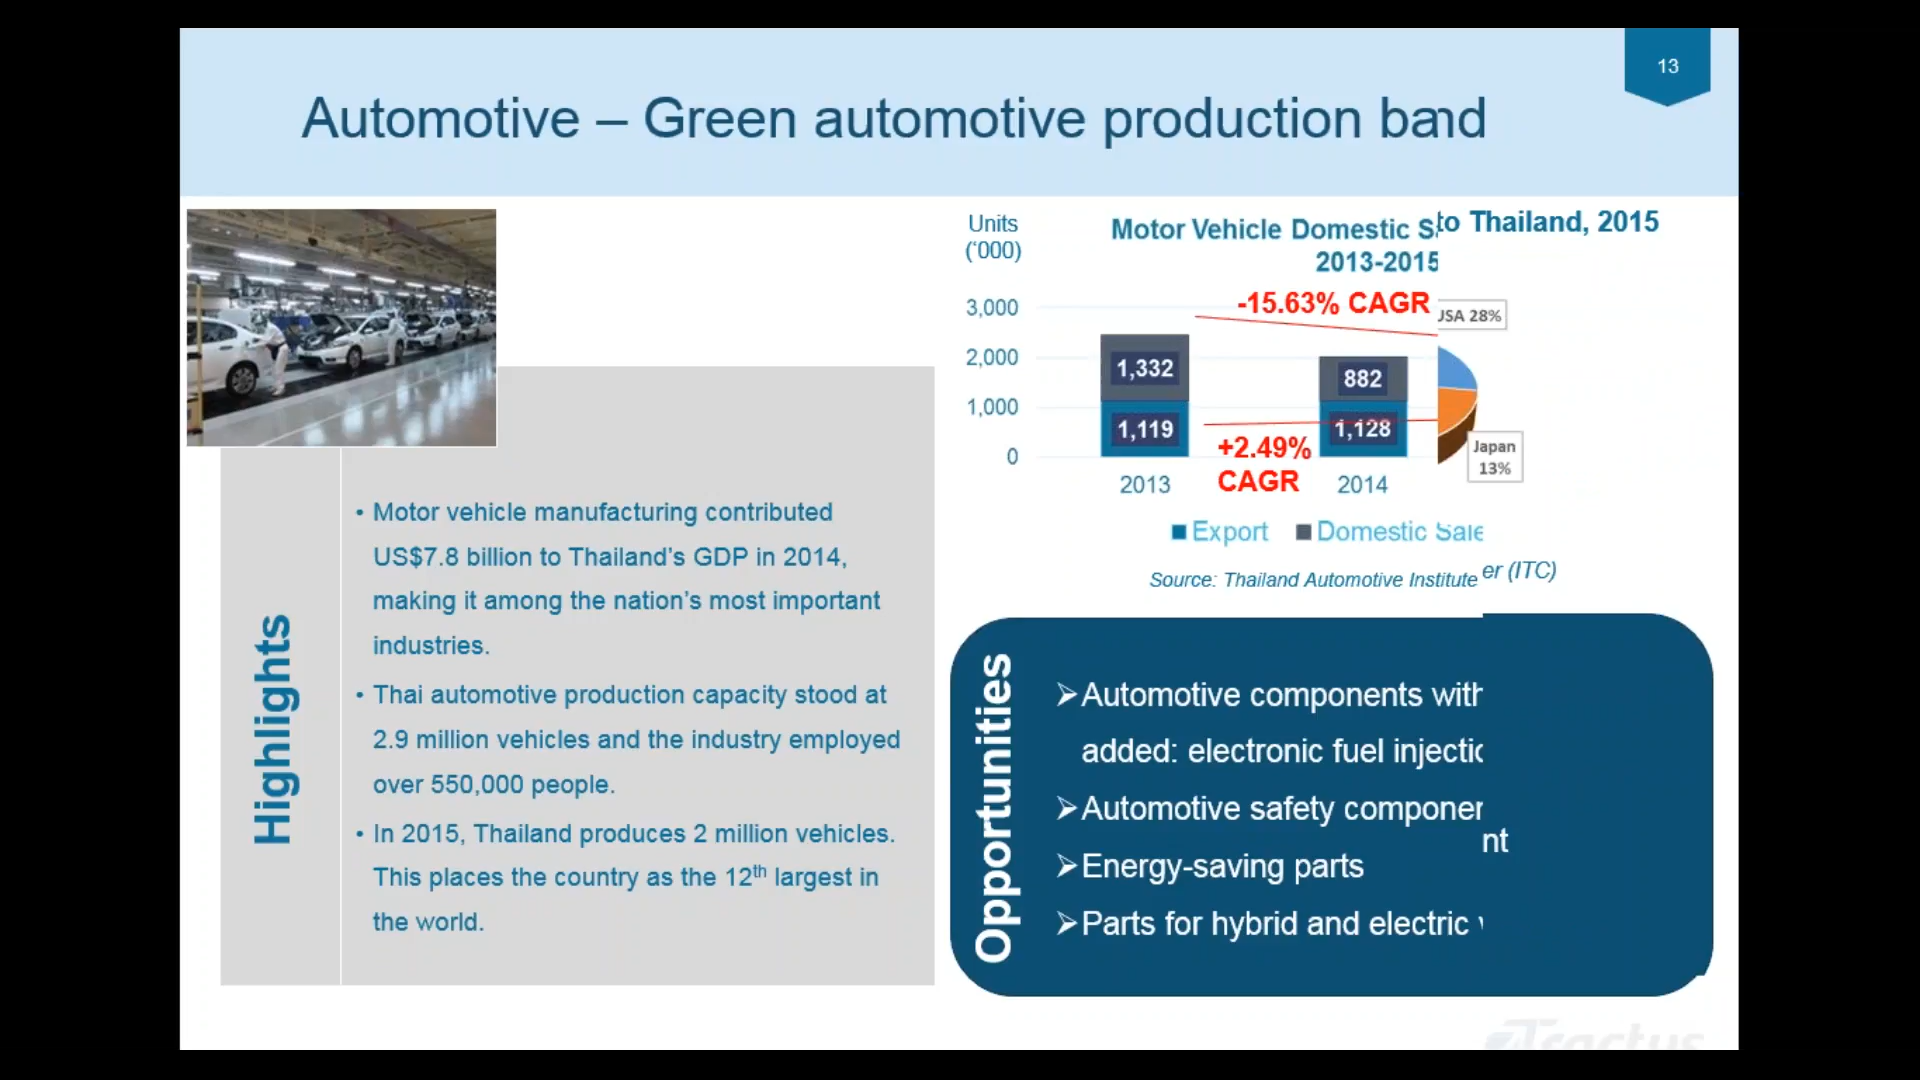 13
Automotive – Green automotive production band
Units
(‘000)
Motor Vehicle Domestic S
to Thailand, 2015
2013-2015
-15.63% CAGR
USA 28%
3,000
2,000
1,000
0
1,332
882
1,119
1,128
+2.49%
CAGR
Japan
13%
2013
2014
Export
Domestic Sale
Source: Thailand Automotive Institute
er (ITC)
Highlights
• Motor vehicle manufacturing contributed
US$7.8 billion to Thailand’s GDP in 2014,
making it among the nation’s most important
industries.
• Thai automotive production capacity stood at
2.9 million vehicles and the industry employed
over 550,000 people.
• In 2015, Thailand produces 2 million vehicles.
This places the country as the 12th largest in
the world.
Opportunities
➢Automotive components with
added: electronic fuel injectio
➢Automotive safety componen
nt
➢Energy-saving parts
➢Parts for hybrid and electric
Tractus